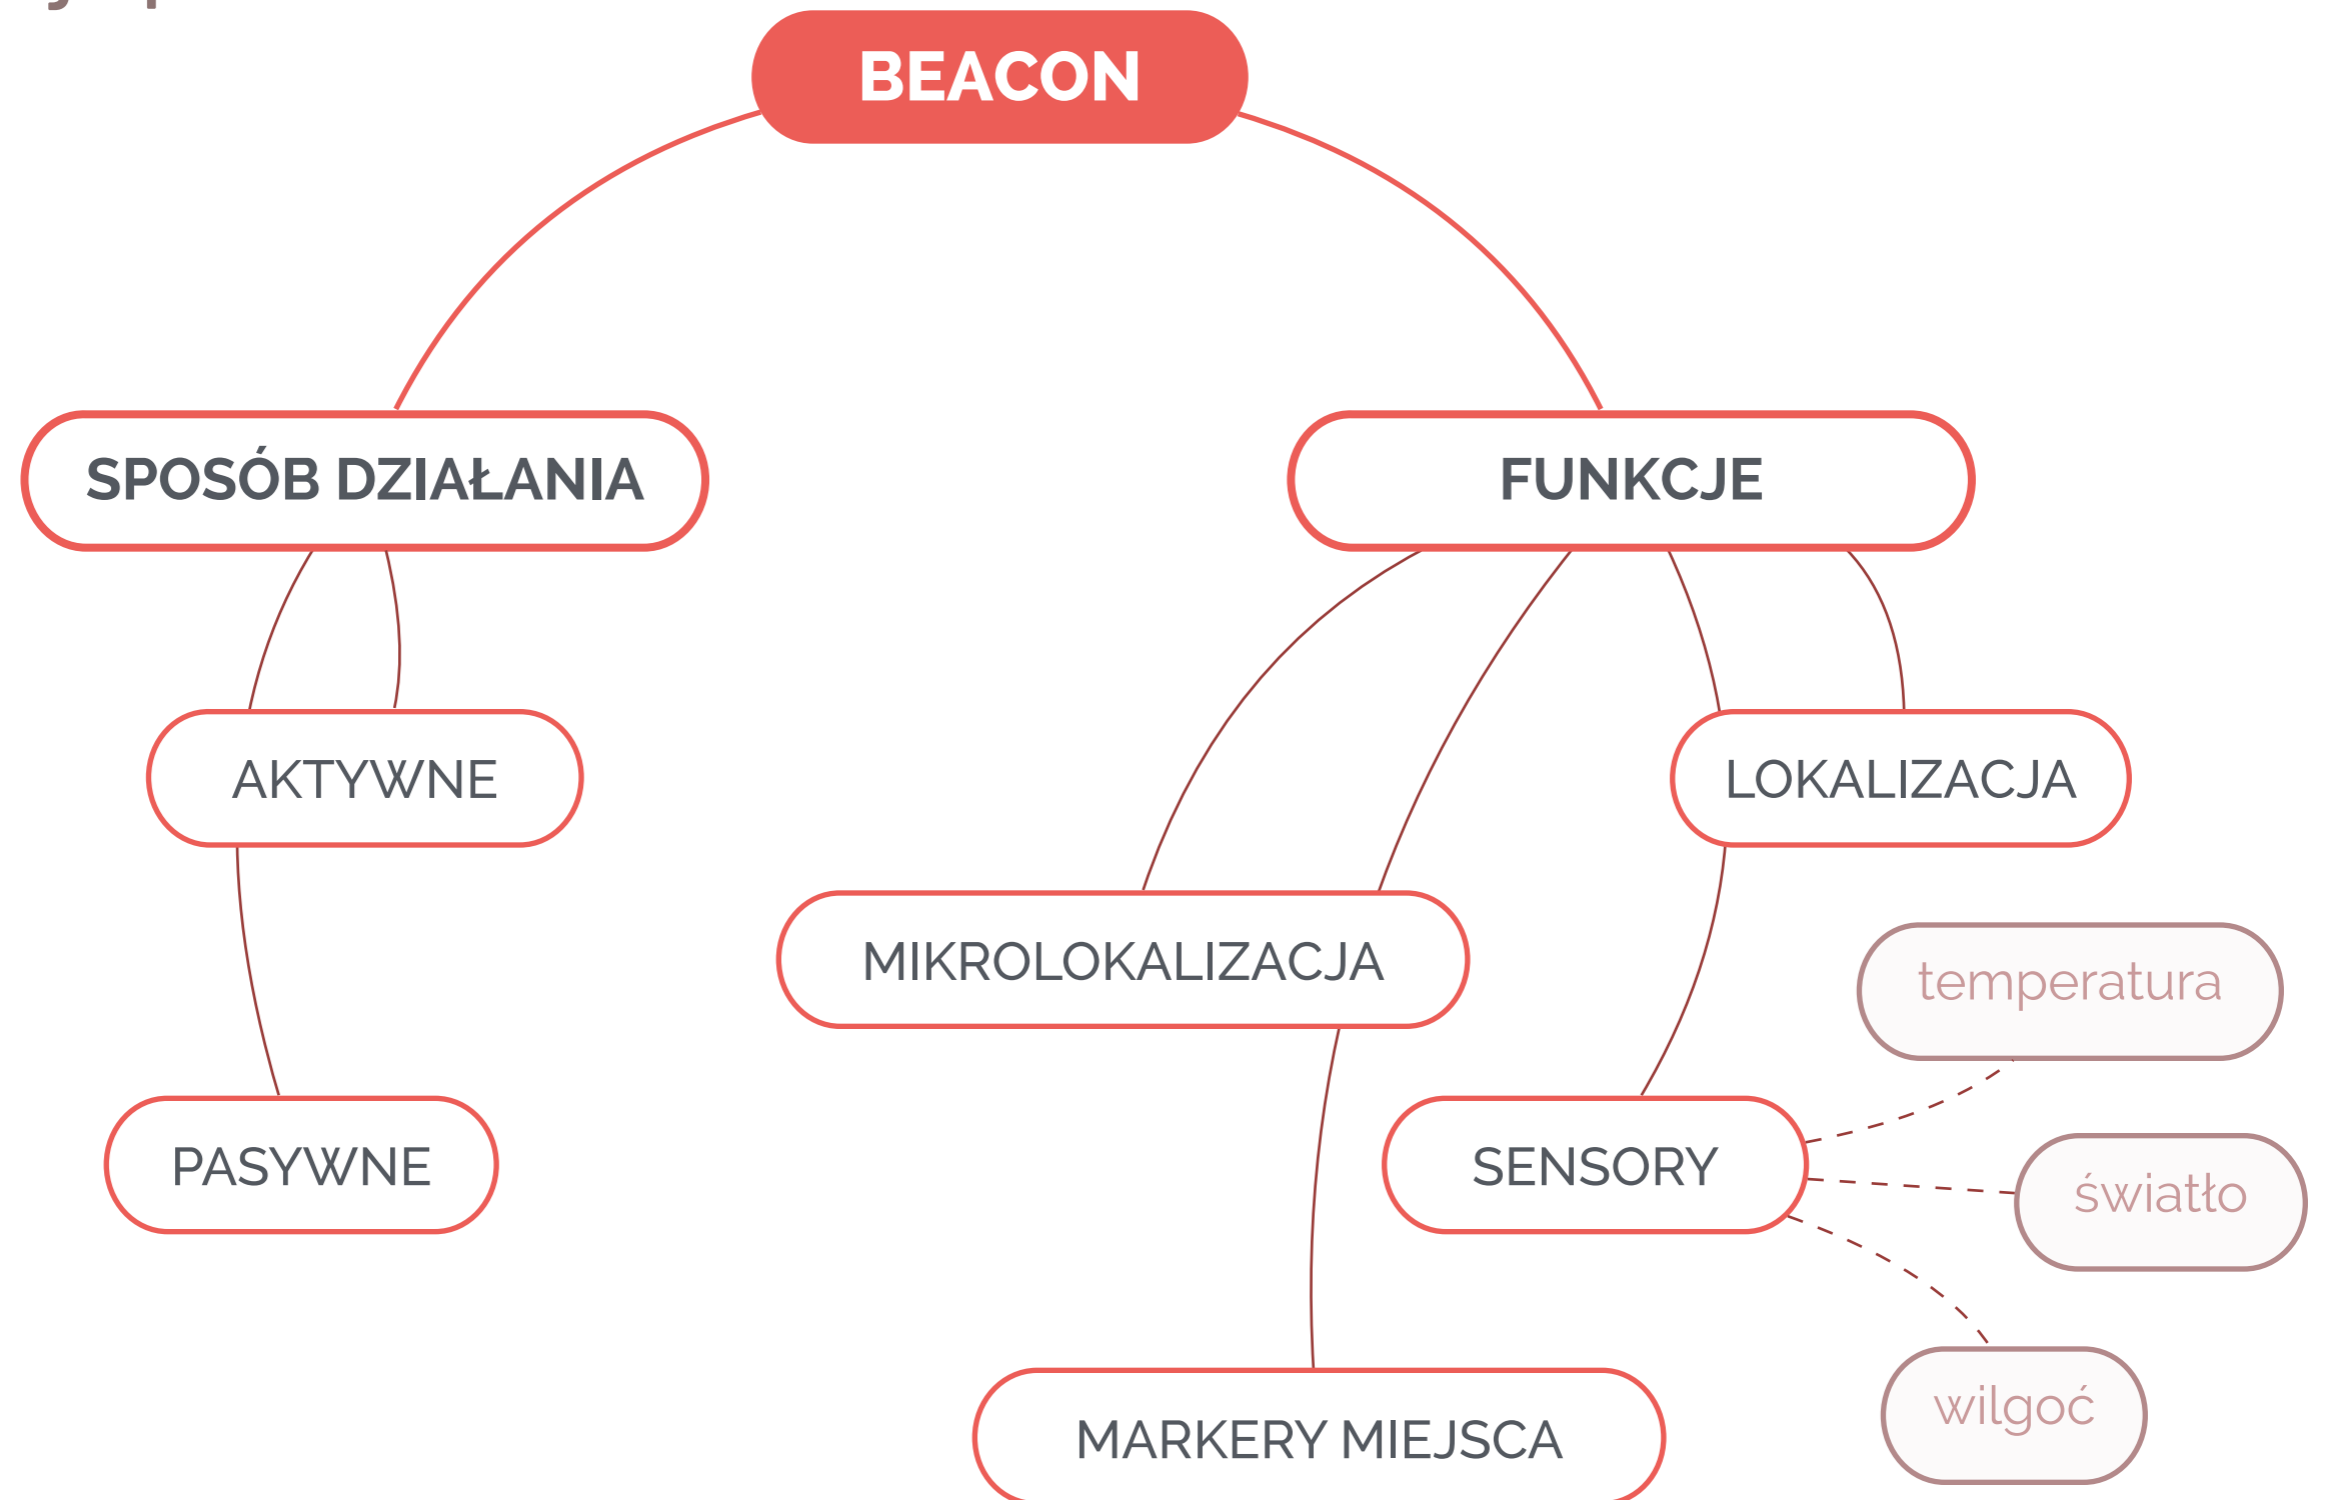 BEACON
SPOSÓB DZIAŁANIA
FUNKCJE
AKTYWNE
LOKALIZACJA
MIKROLOKALIZACJA
temperatura
PASYWNE
SENSORY
światło
wilgoć
MARKERY MIEJSCA